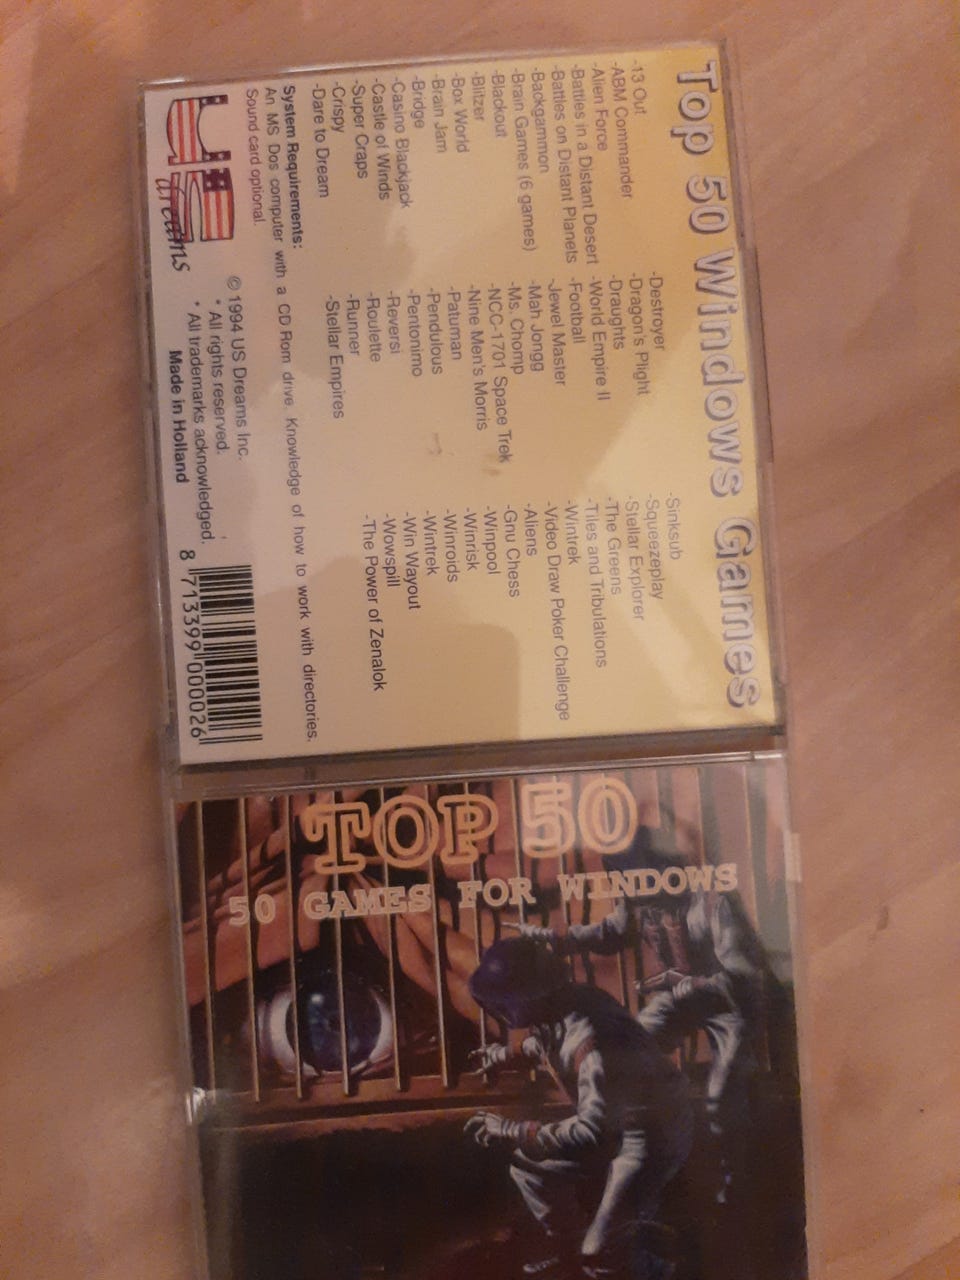 Top 50 Windows Games
-13 Out
-ABM Commander
-Alien Force
-Battles in a Distant Desert
-Battles on Distant Planets
-Backgammon
-Brain Games (6 games)
-Blackout
-Blitzer
-Box World
-Brain Jam
-Bridge
-Casino Blackjack
-Castle of Winds
-Super Craps
-Crispy
-Dare to Dream
-Destroyer
-Dragon's Plight
-Draughts
-World Empire II
-Football
-Jewel Master
-Mah Jongg
-Ms. Chomp
-NCC-1701 Space Trek
-Nine Men's Morris
-Patuman
-Pendulous
-Pentonimo
-Reversi
-Roulette
-Runner
-Stellar Empires
-Sinksub
-Squeezeplay
-Stellar Explorer
-The Greens
-Tiles and Tribulations
-Wintrek
-Video Draw Poker Challenge
-Aliens
-Gnu Chess
-Winpool
-Winrisk
-Winroids
-Wintrek
-Win Wayout
-Wowspill
-The Power of Zenalok
System Requirements:
An MS Dos computer with a CD Rom drive. Knowledge of how to work with directories.
Sound card optional.
US
dreams
© 1994 US Dreams Inc.
* All rights reserved.
* All trademarks acknowledged.
Made in Holland
8 713399 000026
TOP 50
50 GAMES FOR WINDOWS